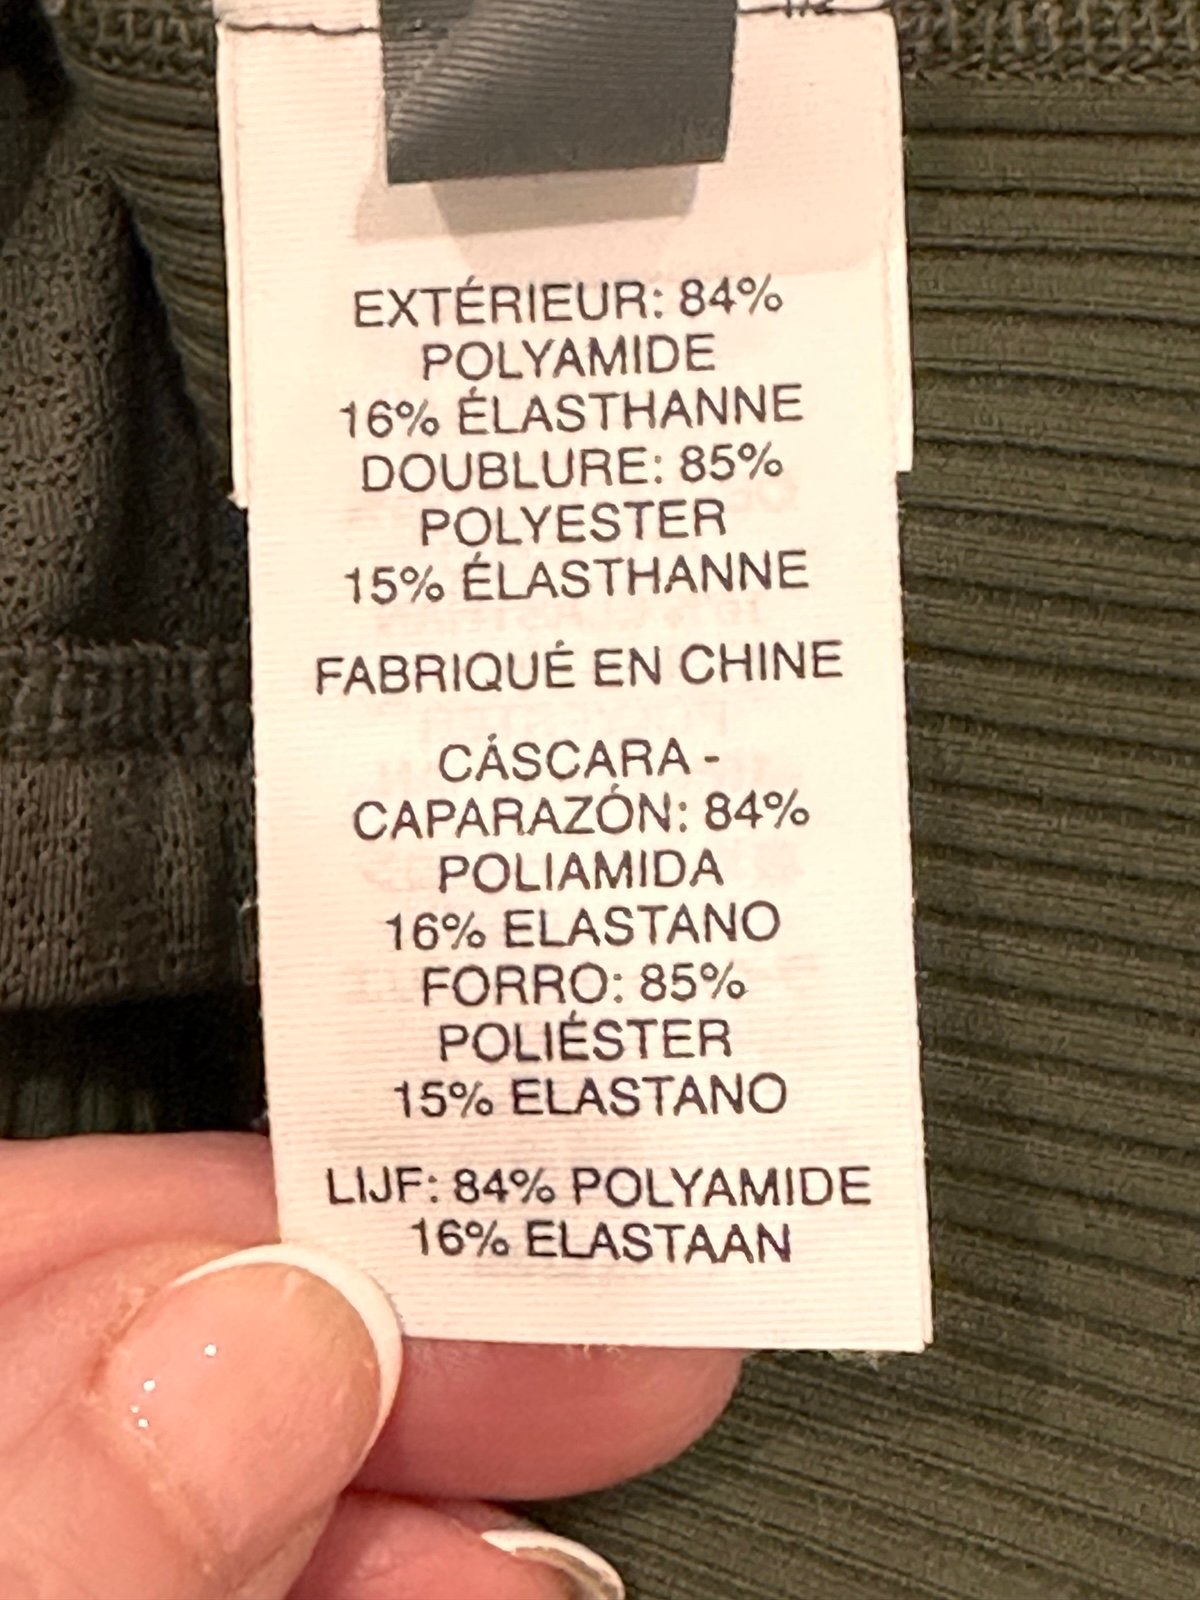 EXTÉRIEUR: 84%
POLYAMIDE
16% ÉLASTHANNE
DOUBLURE: 85%
POLYESTER
15% ÉLASTHANNE
FABRIQUÉ EN CHINE
CÁSCARA -
CAPARAZÓN: 84%
POLIAMIDA
16% ELASTANO
FORRO: 85%
POLIÉSTER
15% ELASTANO
LIJF: 84% POLYAMIDE
16% ELASTAAN